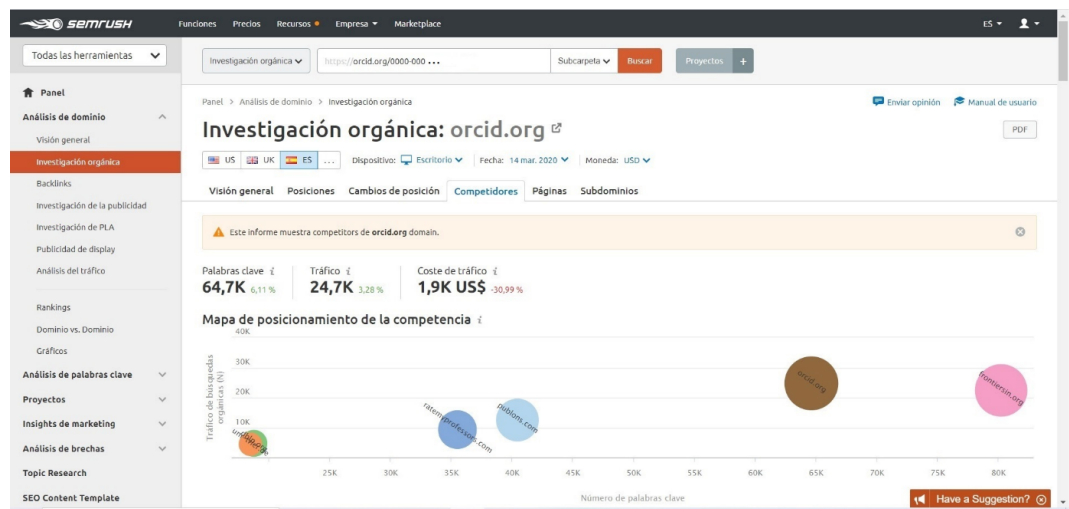 SEMRUSH Funciones Precios Recursos Empresa Marketplace ES
Todas las herramientas
Investigación orgánica https://orcid.org/0000-000 ... Subcarpeta Buscar Proyectos +
Panel
Análisis de dominio
Visión general
Investigación orgánica
Backlinks
Investigación de la publicidad
Investigación de PLA
Publicidad de display
Análisis del tráfico
Rankings
Dominio vs. Dominio
Gráficos
Análisis de palabras clave
Proyectos
Insights de marketing
Análisis de brechas
Topic Research
SEO Content Template
Panel > Análisis de dominio > Investigación orgánica Enviar opinión Manual de usuario
Investigación orgánica: orcid.org PDF
US UK ES ... Dispositivo: Escritorio Fecha: 14 mar. 2020 Moneda: USD
Visión general Posiciones Cambios de posición Competidores Páginas Subdominios
Este informe muestra competitors de orcid.org domain.
Palabras clave i Tráfico i Coste de tráfico i
64,7K 6,11 % 24,7K 3,28 % 1,9K US$ -30,99 %
Mapa de posicionamiento de la competencia i
Tráfico de búsquedas
orgánicas (N)
40K
30K
20K
10K
ratemyprofessors.com
publons.com
orcid.org
frontiersin.org
25K 30K 35K 40K 45K 50K 55K 60K 65K 70K 75K 80K
Número de palabras clave
Have a Suggestion?